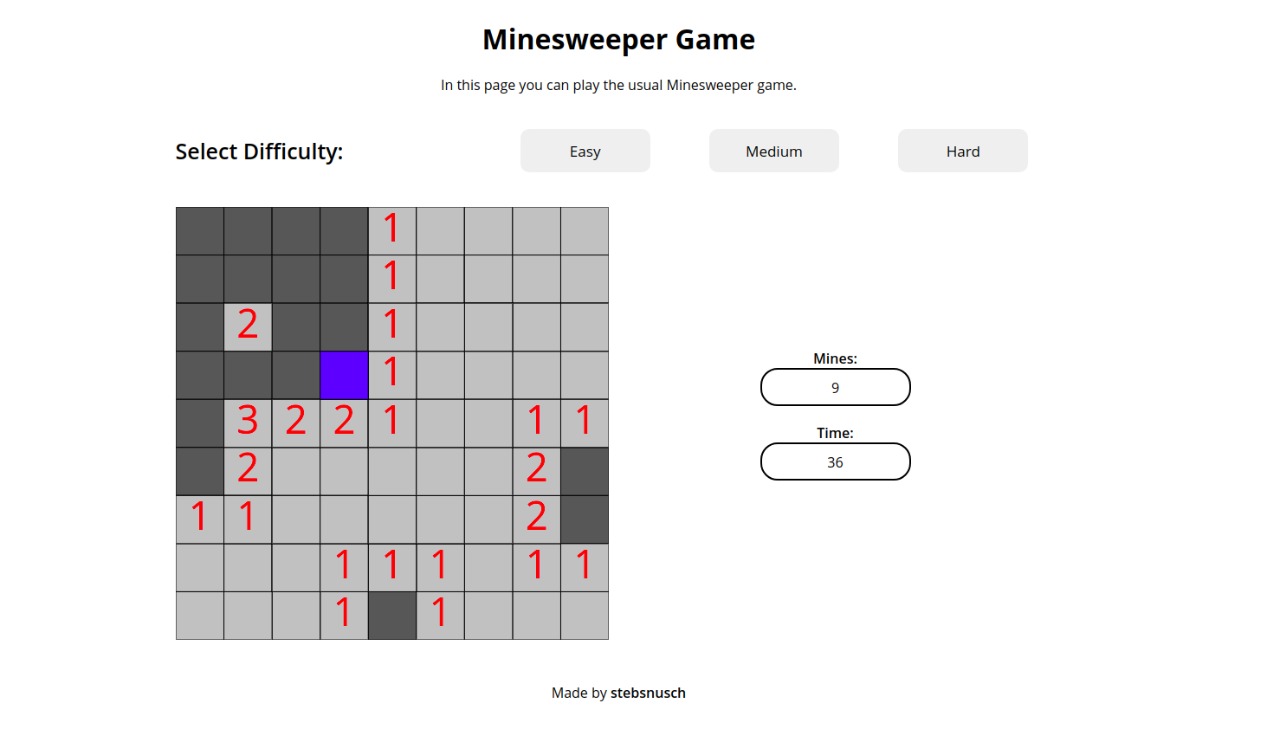 Minesweeper Game
In this page you can play the usual Minesweeper game.
Select Difficulty: Easy Medium Hard
1
1
2 1
1
Mines:
9
3 2 2 1 1 1
Time:
36
2 2
1 1 2
1 1 1 1 1
1 1
Made by stebsnusch